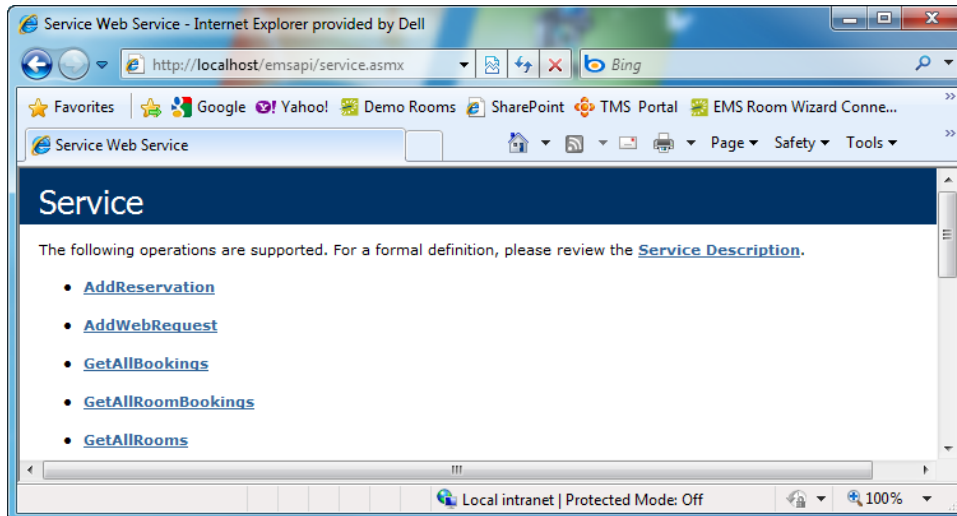 Service Web Service - Internet Explorer provided by Dell
http://localhost/emsapi/service.asmx
Bing
Favorites Google Yahoo! Demo Rooms SharePoint TMS Portal EMS Room Wizard Conne...
Service Web Service Page Safety Tools
Service
The following operations are supported. For a formal definition, please review the Service Description.
• AddReservation
• AddWebRequest
• GetAllBookings
• GetAllRoomBookings
• GetAllRooms
Local intranet | Protected Mode: Off 100%